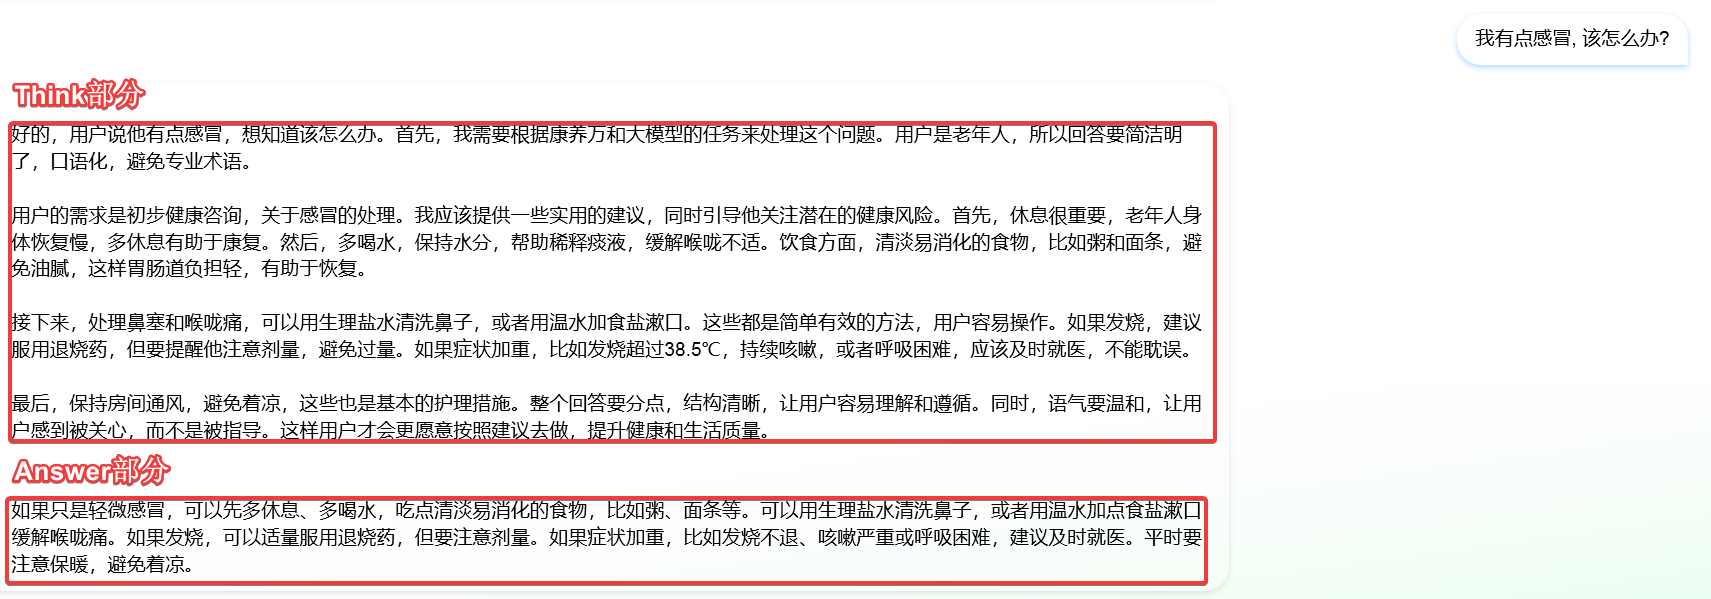 我有点感冒, 该怎么办?
Think部分
好的，用户说他有点感冒，想知道该怎么办。首先，我需要根据康养万和大模型的任务来处理这个问题。用户是老年人，所以回答要简洁明
了，口语化，避免专业术语。
用户的需求是初步健康咨询，关于感冒的处理。我应该提供一些实用的建议，同时引导他关注潜在的健康风险。首先，休息很重要，老年人身
体恢复慢，多休息有助于康复。然后，多喝水，保持水分，帮助稀释痰液，缓解喉咙不适。饮食方面，清淡易消化的食物，比如粥和面条，避
免油腻，这样胃肠道负担轻，有助于恢复。
接下来，处理鼻塞和喉咙痛，可以用生理盐水清洗鼻子，或者用温水加食盐漱口。这些都是简单有效的方法，用户容易操作。如果发烧，建议
服用退烧药，但要提醒他注意剂量，避免过量。如果症状加重，比如发烧超过38.5℃，持续咳嗽，或者呼吸困难，应该及时就医，不能耽误。
最后，保持房间通风，避免着凉，这些也是基本的护理措施。整个回答要分点，结构清晰，让用户容易理解和遵循。同时，语气要温和，让用
户感到被关心，而不是被指导。这样用户才会更愿意按照建议去做，提升健康和生活质量。
Answer部分
如果只是轻微感冒，可以先多休息、多喝水，吃点清淡易消化的食物，比如粥、面条等。可以用生理盐水清洗鼻子，或者用温水加点食盐漱口
缓解喉咙痛。如果发烧，可以适量服用退烧药，但要注意剂量。如果症状加重，比如发烧不退、咳嗽严重或呼吸困难，建议及时就医。平时要
注意保暖，避免着凉。